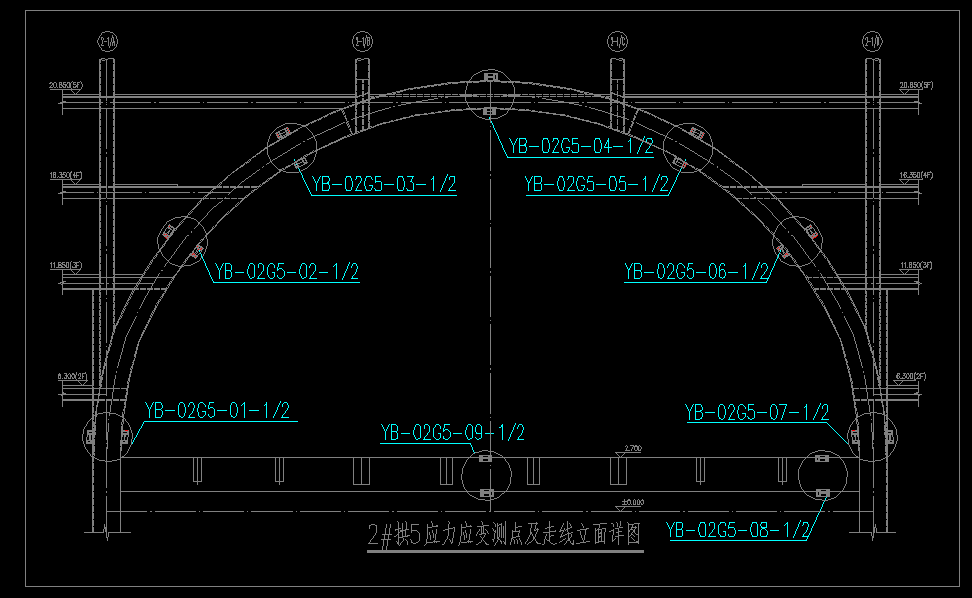 2-1/A
2-1/B
2-1/C
2-1/D
20.850(5F)
20.850(5F)
YB-02G5-04-1/2
YB-02G5-03-1/2
YB-02G5-05-1/2
16.350(4F)
16.350(4F)
11.850(3F)
11.850(3F)
YB-02G5-02-1/2
YB-02G5-06-1/2
6.300(2F)
6.300(2F)
YB-02G5-01-1/2
YB-02G5-07-1/2
YB-02G5-09-1/2
2.700
±0.000
YB-02G5-08-1/2
2#拱5应力应变测点及走线立面详图